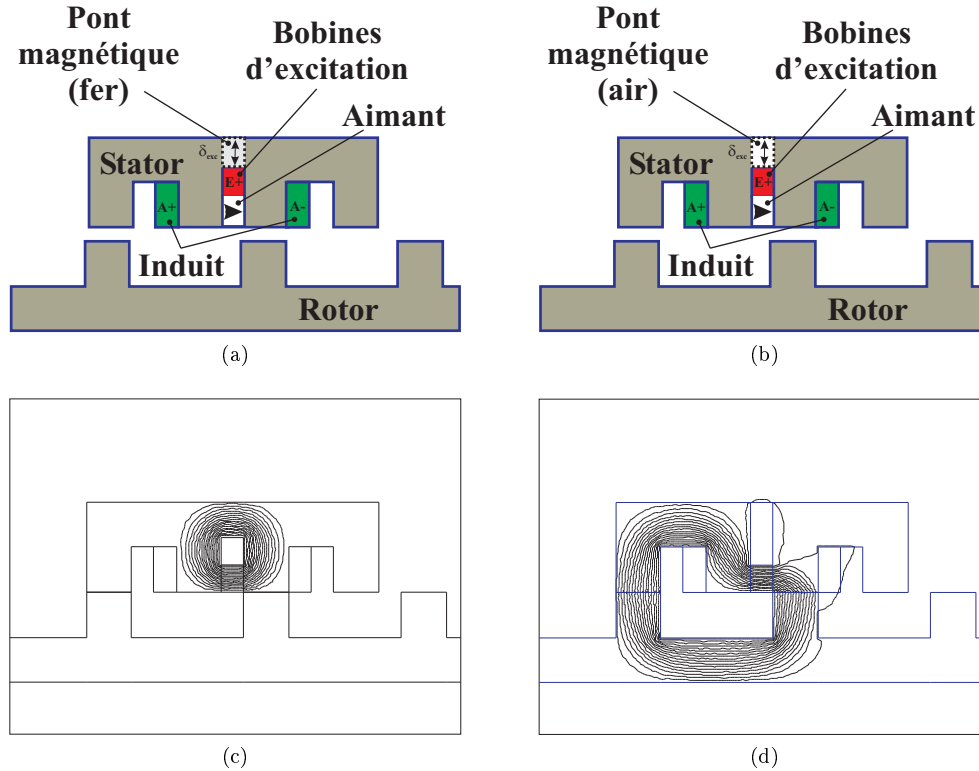 Pont
magnétique
(fer)
Bobines
d'excitation
Aimant
δexc
Stator
E+
A+
A-
Induit
Rotor
(a)
Pont
magnétique
(air)
Bobines
d'excitation
Aimant
δexc
Stator
E+
A+
A-
Induit
Rotor
(b)
(c)
(d)